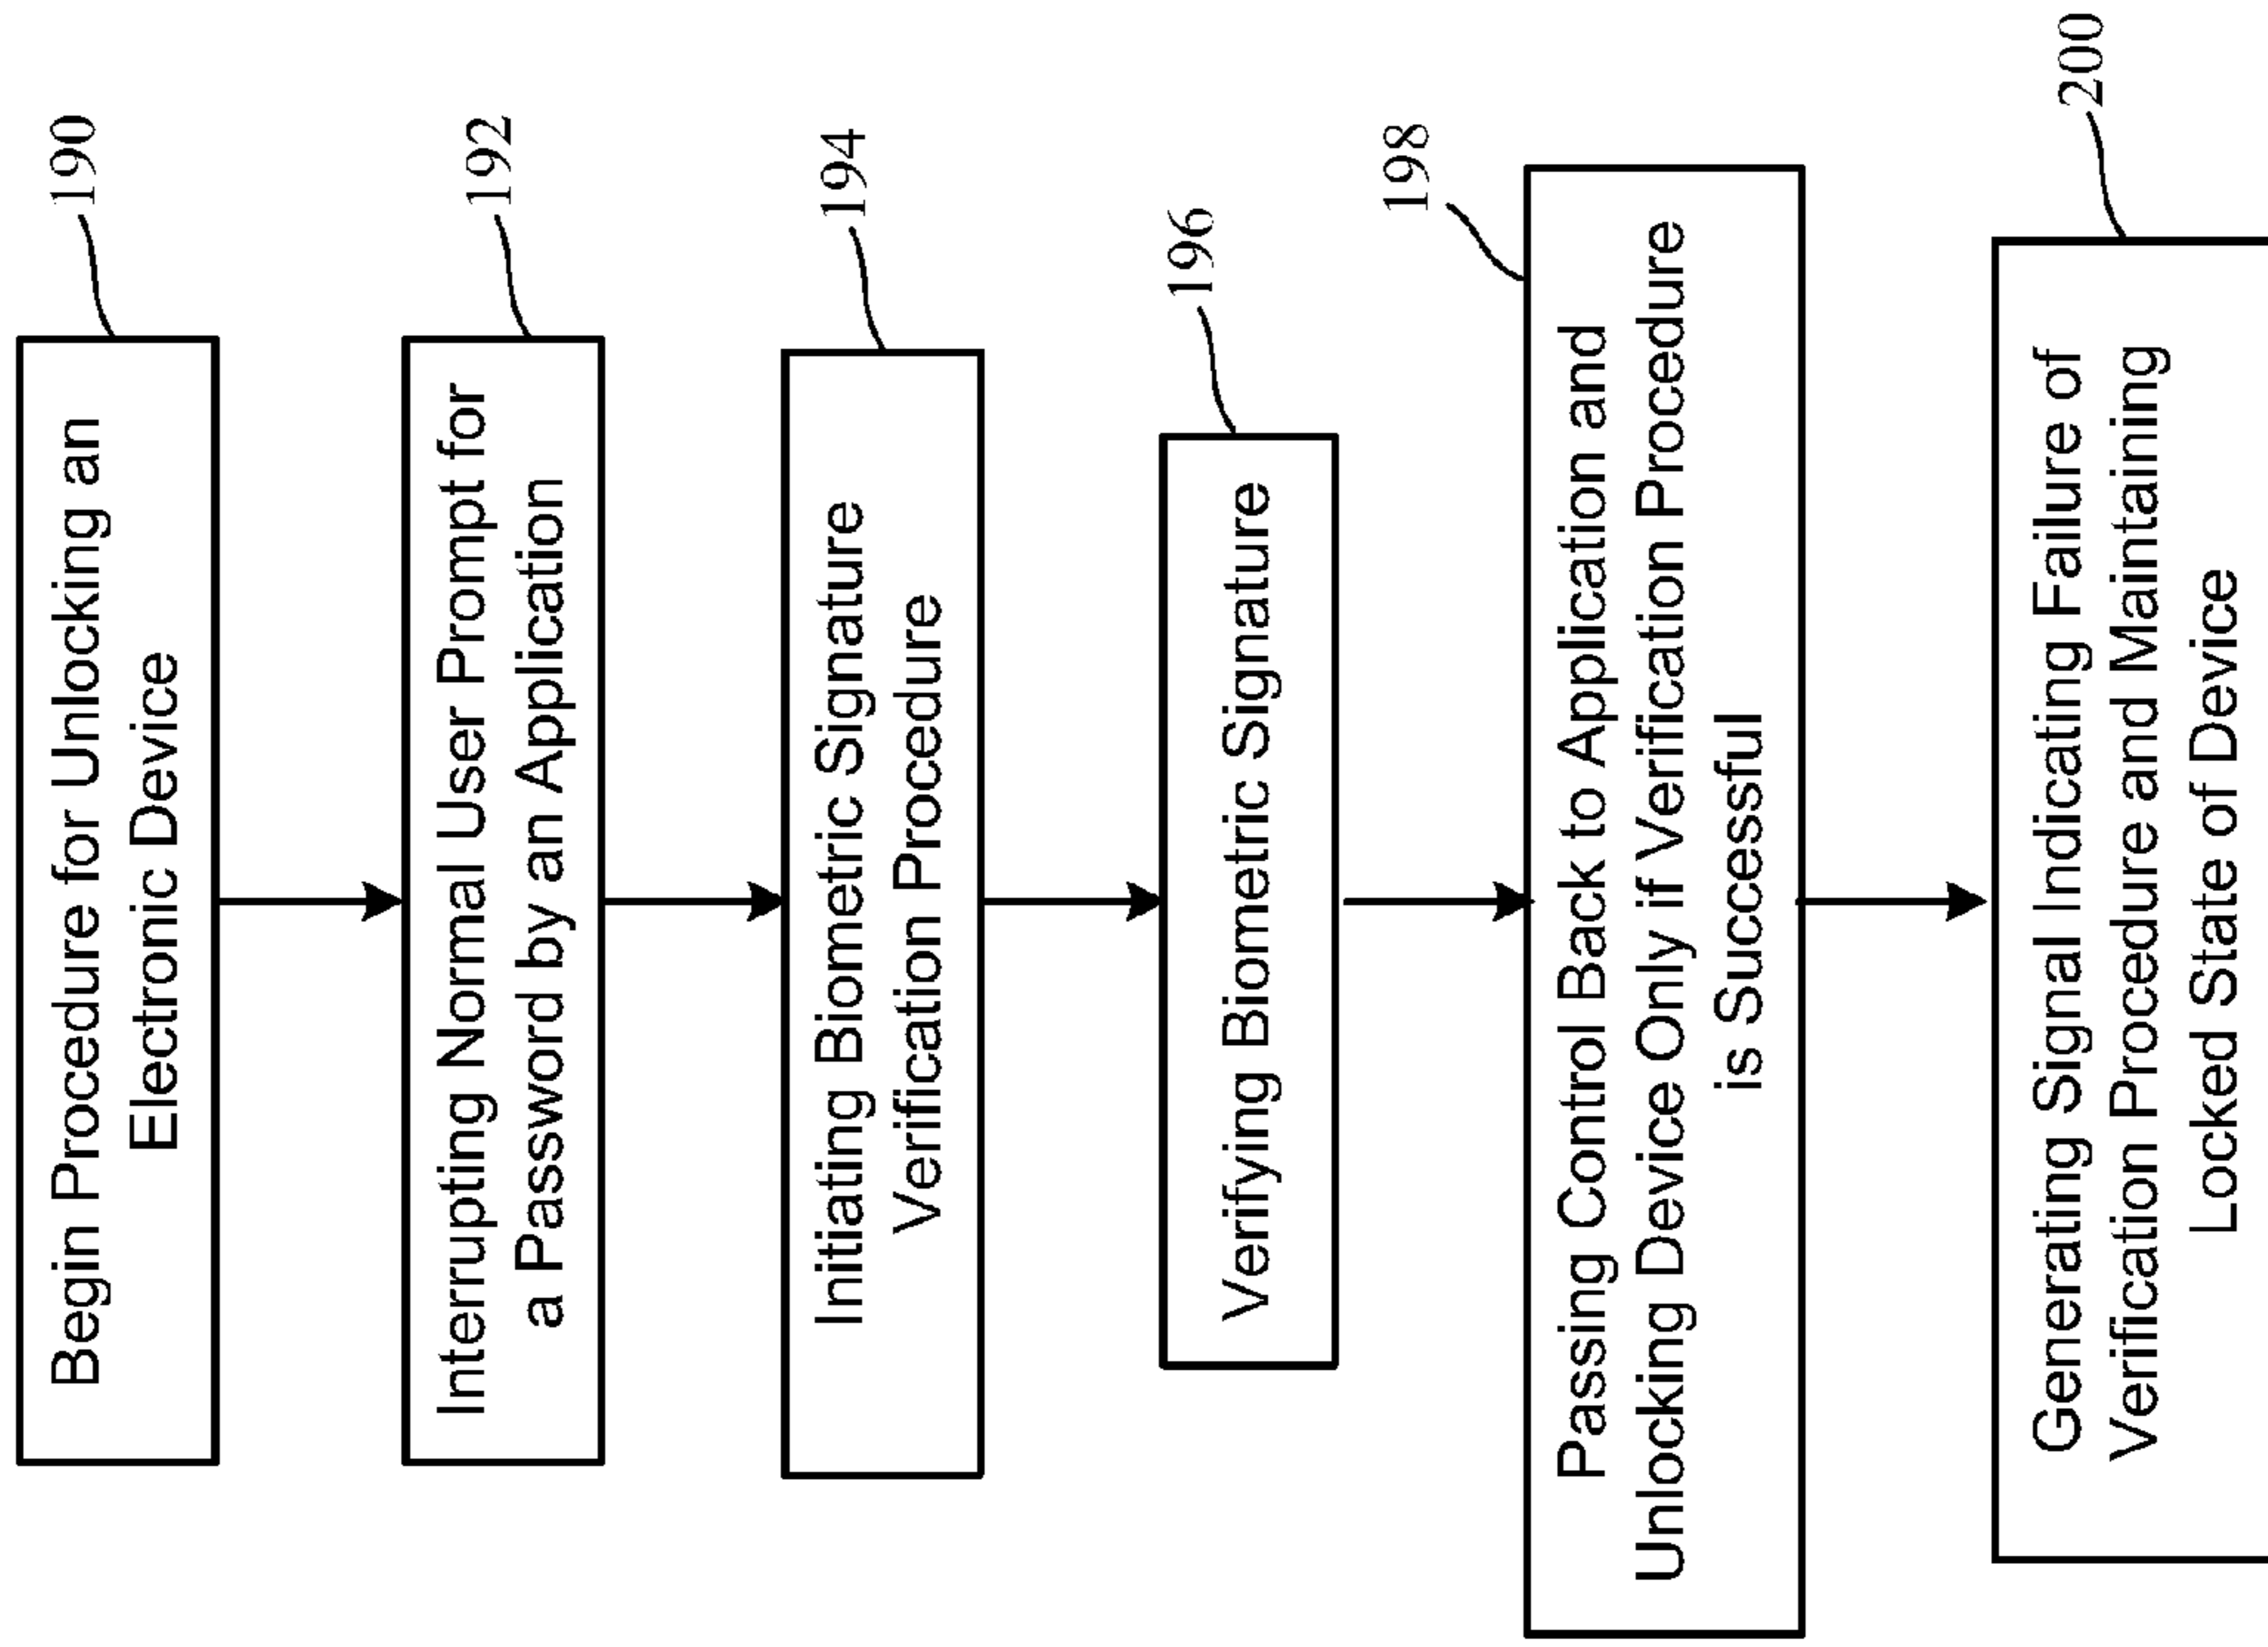 190
Begin Procedure for Unlocking an
Electronic Device
192
Interrupting Normal User Prompt for
a Password by an Application
194
Initiating Biometric Signature
Verification Procedure
196
Verifying Biometric Signature
198
Passing Control Back to Application and
Unlocking Device Only if Verification Procedure
is Successful
200
Generating Signal Indicating Failure of
Verification Procedure and Maintaining
Locked State of Device